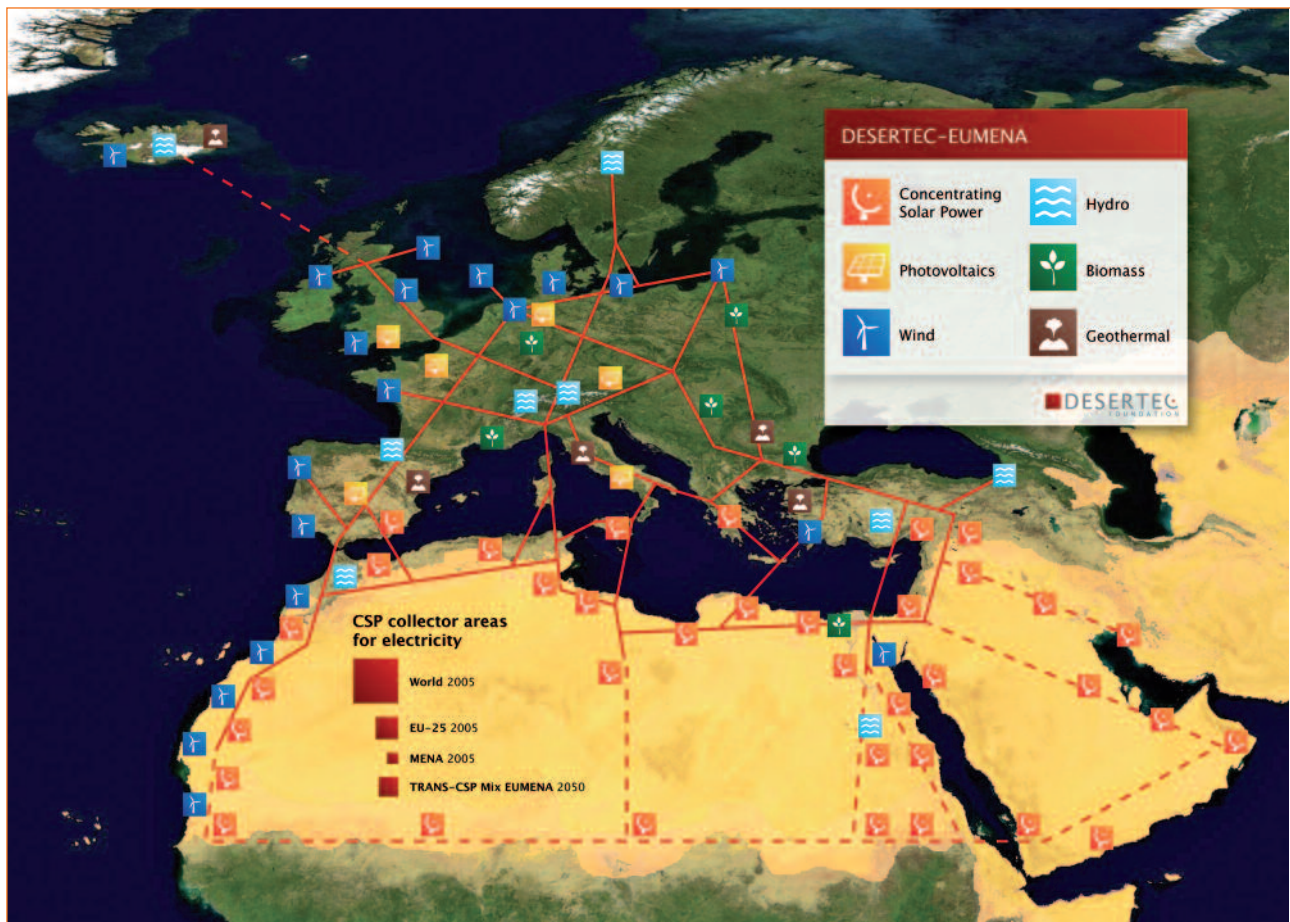 DESERTEC-EUMENA
Concentrating
Solar Power
Hydro
Photovoltaics
Biomass
Wind
Geothermal
DESERTEC
FOUNDATION
CSP collector areas
for electricity
World 2005
EU-25 2005
MENA 2005
TRANS-CSP Mix EUMENA 2050